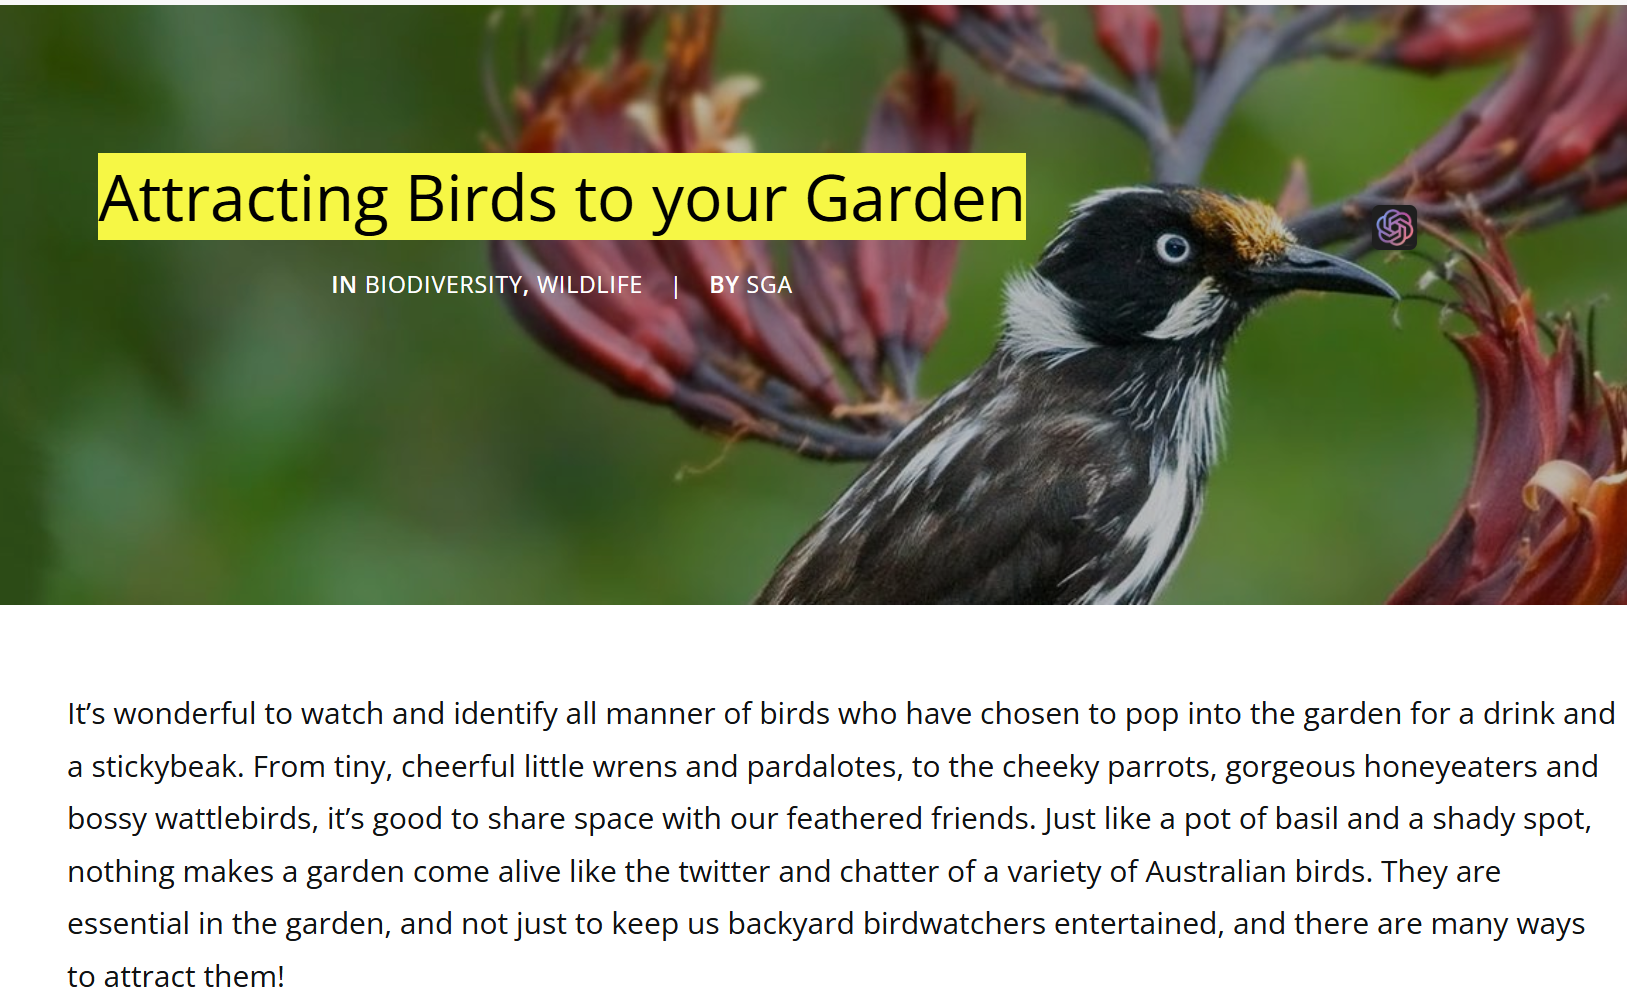 Attracting Birds to your Garden
IN BIODIVERSITY, WILDLIFE | BY SGA
It’s wonderful to watch and identify all manner of birds who have chosen to pop into the garden for a drink and
a stickybeak. From tiny, cheerful little wrens and pardalotes, to the cheeky parrots, gorgeous honeyeaters and
bossy wattlebirds, it’s good to share space with our feathered friends. Just like a pot of basil and a shady spot,
nothing makes a garden come alive like the twitter and chatter of a variety of Australian birds. They are
essential in the garden, and not just to keep us backyard birdwatchers entertained, and there are many ways
to attract them!